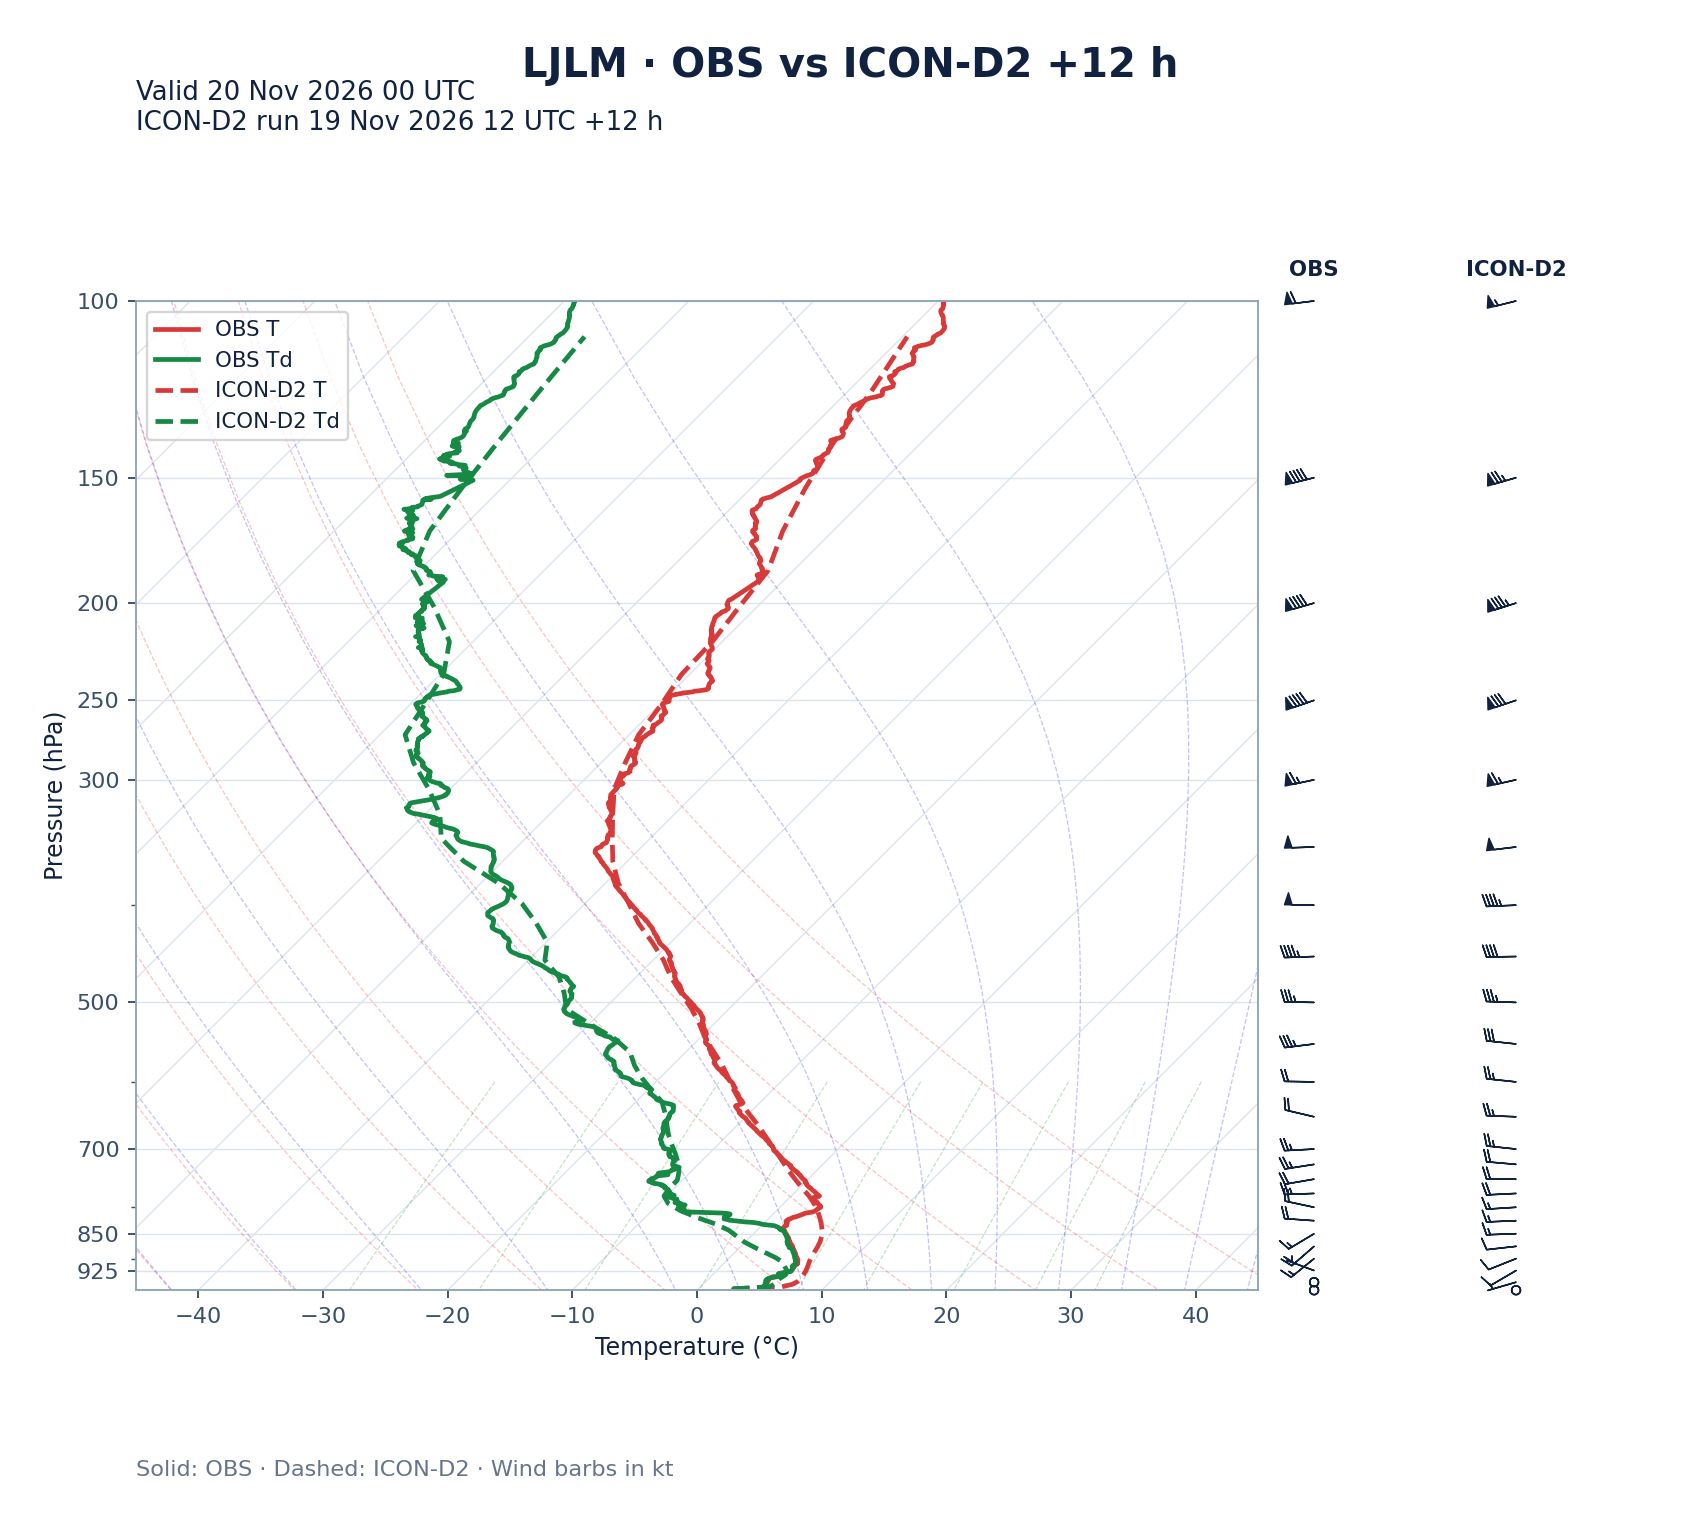 LJLM · OBS vs ICON-D2 +12 h
Valid 20 Nov 2026 00 UTC
ICON-D2 run 19 Nov 2026 12 UTC +12 h
OBS
ICON-D2
OBS T
OBS Td
ICON-D2 T
ICON-D2 Td
Pressure (hPa)
100
150
200
250
300
500
700
850
925
−40
−30
−20
−10
0
10
20
30
40
Temperature (°C)
Solid: OBS · Dashed: ICON-D2 · Wind barbs in kt